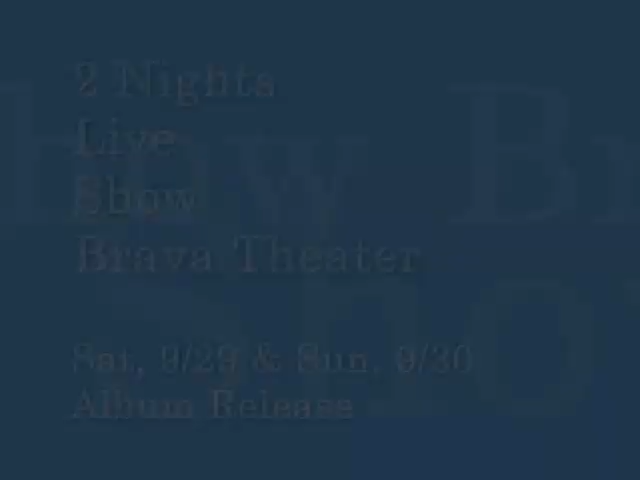 2 Nights
Live
Show
Brava Theater
Sat, 9/29 & Sun, 9/30
Album Release